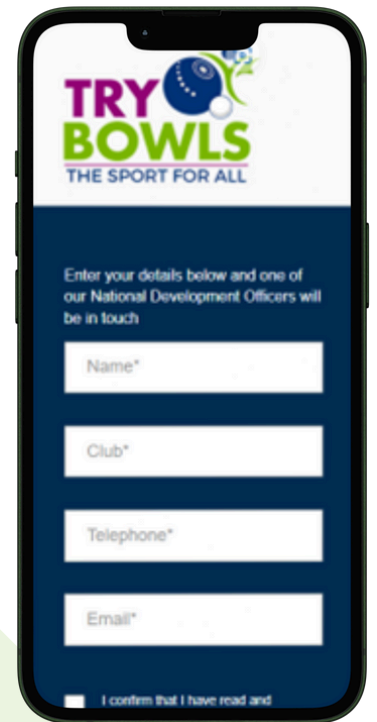 TRY
BOWLS
THE SPORT FOR ALL
Enter your details below and one of
our National Development Officers will
be in touch
Name*
Club*
Telephone*
Email*
I confirm that I have read and